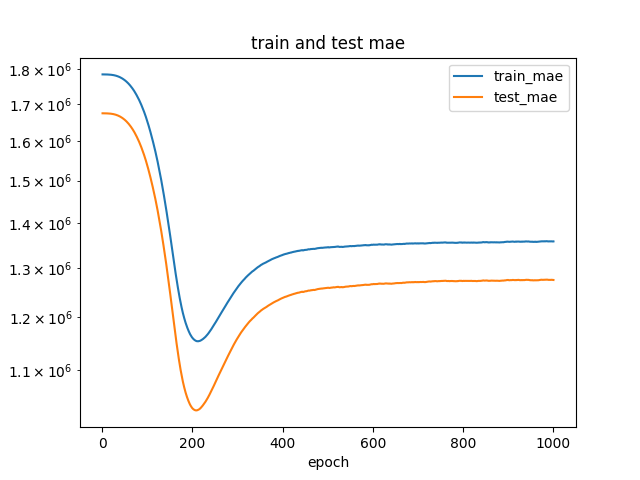 train and test mae
1.8 × 10⁶
1.7 × 10⁶
1.6 × 10⁶
1.5 × 10⁶
1.4 × 10⁶
1.3 × 10⁶
1.2 × 10⁶
1.1 × 10⁶
train_mae
test_mae
0 200 400 600 800 1000
epoch